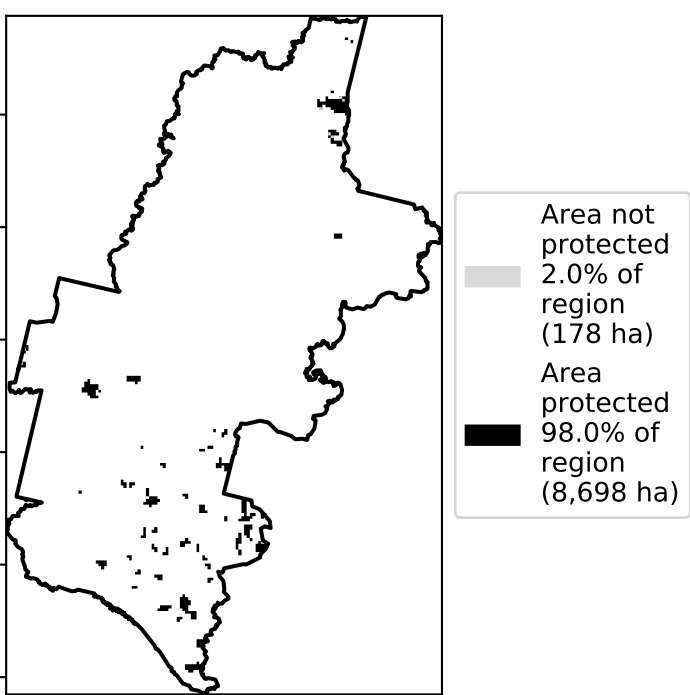 Area not
protected
2.0% of
region
(178 ha)
Area
protected
98.0% of
region
(8,698 ha)